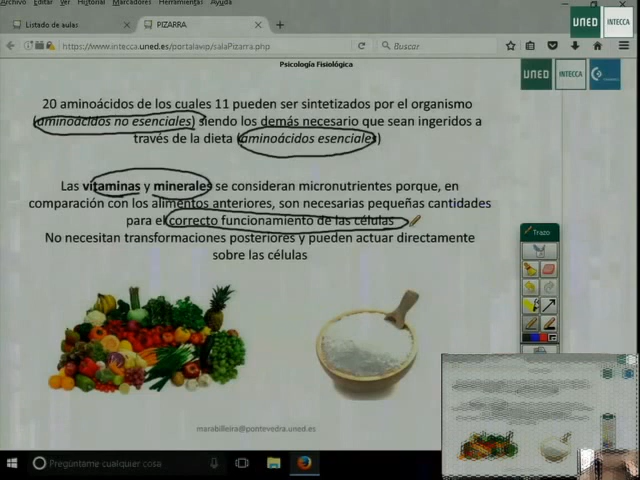 Archivo Editar Ver Historial Marcadores Herramientas Ayuda
Listado de aulas
PIZARRA
https://www.intecca.uned.es/portalavip/salaPizarra.php
Buscar
UNED
INTECCA
Psicología Fisiológica
UNED
INTECCA
20 aminoácidos de los cuales 11 pueden ser sintetizados por el organismo
(aminoácidos no esenciales) siendo los demás necesario que sean ingeridos a
través de la dieta (aminoácidos esenciales)
Las vitaminas y minerales se consideran micronutrientes porque, en
comparación con los alimentos anteriores, son necesarias pequeñas cantidades
para el correcto funcionamiento de las células
No necesitan transformaciones posteriores y pueden actuar directamente
sobre las células
Trazo
marabilleira@pontevedra.uned.es
Pregúntame cualquier cosa